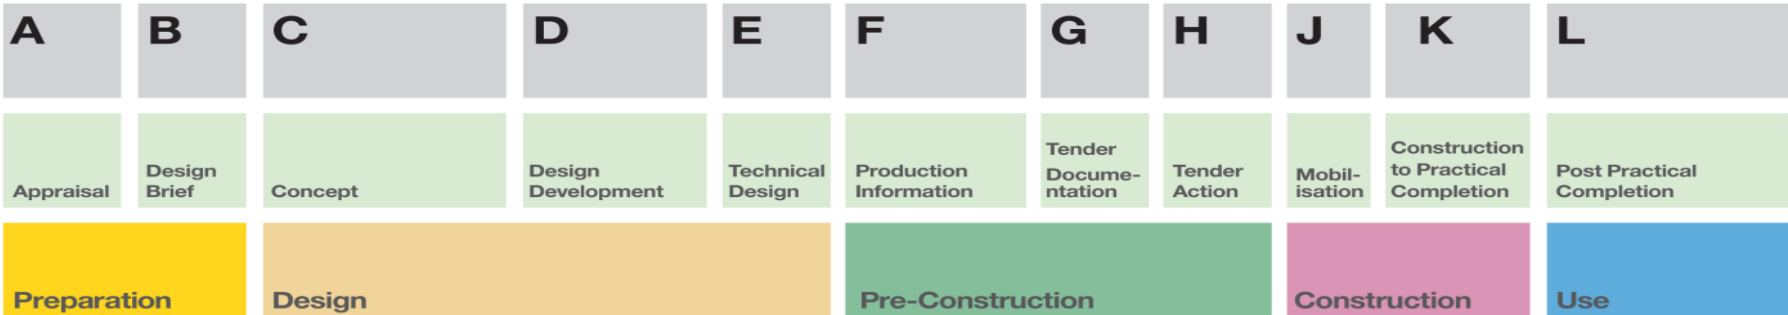 A B C D E F G H J K L
Appraisal
Design
Brief
Concept
Design
Development
Technical
Design
Production
Information
Tender
Docume-
ntation
Tender
Action
Mobil-
isation
Construction
to Practical
Completion
Post Practical
Completion
Preparation
Design
Pre-Construction
Construction
Use